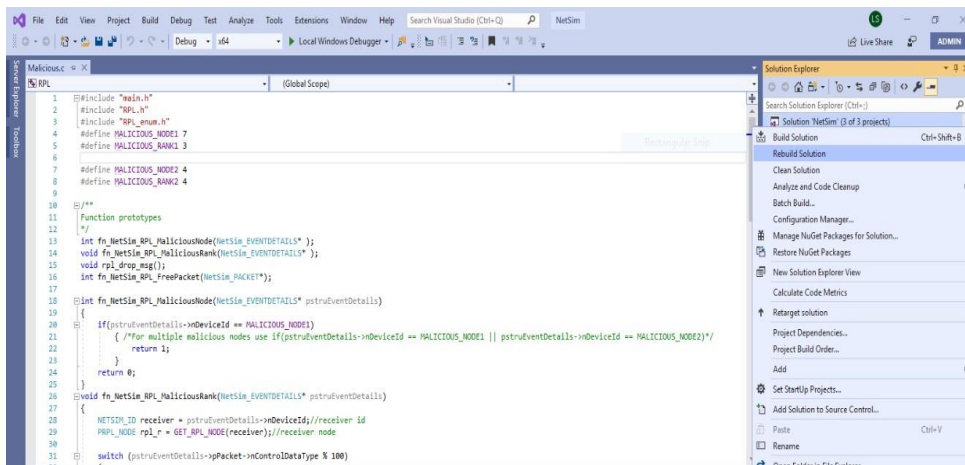 File Edit View Project Build Debug Test Analyze Tools Extensions Window Help Search Visual Studio (Ctrl+Q) NetSim LS
Debug x64 Local Windows Debugger Live Share ADMIN
Server Explorer
Toolbox
Malicious.c
RPL (Global Scope)
1 #include "main.h"
2 #include "RPL.h"
3 #include "RPL_enum.h"
4 #define MALICIOUS_NODE1 7
5 #define MALICIOUS_RANK1 3
6
7 #define MALICIOUS_NODE2 4
8 #define MALICIOUS_RANK2 4
9
10 /**
11 Function prototypes
12 */
13 int fn_NetSim_RPL_MaliciousNode(NetSim_EVENTDETAILS* );
14 void fn_NetSim_RPL_MaliciousRank(NetSim_EVENTDETAILS* );
15 void rpl_drop_msg();
16 int fn_NetSim_RPL_FreePacket(NetSim_PACKET*);
17
18 int fn_NetSim_RPL_MaliciousNode(NetSim_EVENTDETAILS* pstruEventDetails)
19 {
20 if(pstruEventDetails->nDeviceId == MALICIOUS_NODE1)
21 { /*For multiple malicious nodes use if(pstruEventDetails->nDeviceId == MALICIOUS_NODE1 || pstruEventDetails->nDeviceId == MALICIOUS_NODE2)*/
22 return 1;
23 }
24 return 0;
25 }
26 void fn_NetSim_RPL_MaliciousRank(NetSim_EVENTDETAILS* pstruEventDetails)
27 {
28 NETSIM_ID receiver = pstruEventDetails->nDeviceId;//receiver id
29 PRPL_NODE rpl_r = GET_RPL_NODE(receiver);//receiver node
30
31 switch (pstruEventDetails->pPacket->nControlDataType % 100)
Rectangular Snip
Solution Explorer
Search Solution Explorer (Ctrl+;)
Solution 'NetSim' (3 of 3 projects)
Build Solution Ctrl+Shift+B
Rebuild Solution
Clean Solution
Analyze and Code Cleanup
Batch Build...
Configuration Manager...
Manage NuGet Packages for Solution...
Restore NuGet Packages
New Solution Explorer View
Calculate Code Metrics
Retarget solution
Project Dependencies...
Project Build Order...
Add
Set StartUp Projects...
Add Solution to Source Control...
Paste Ctrl+V
Rename
Open Folder in File Explorer